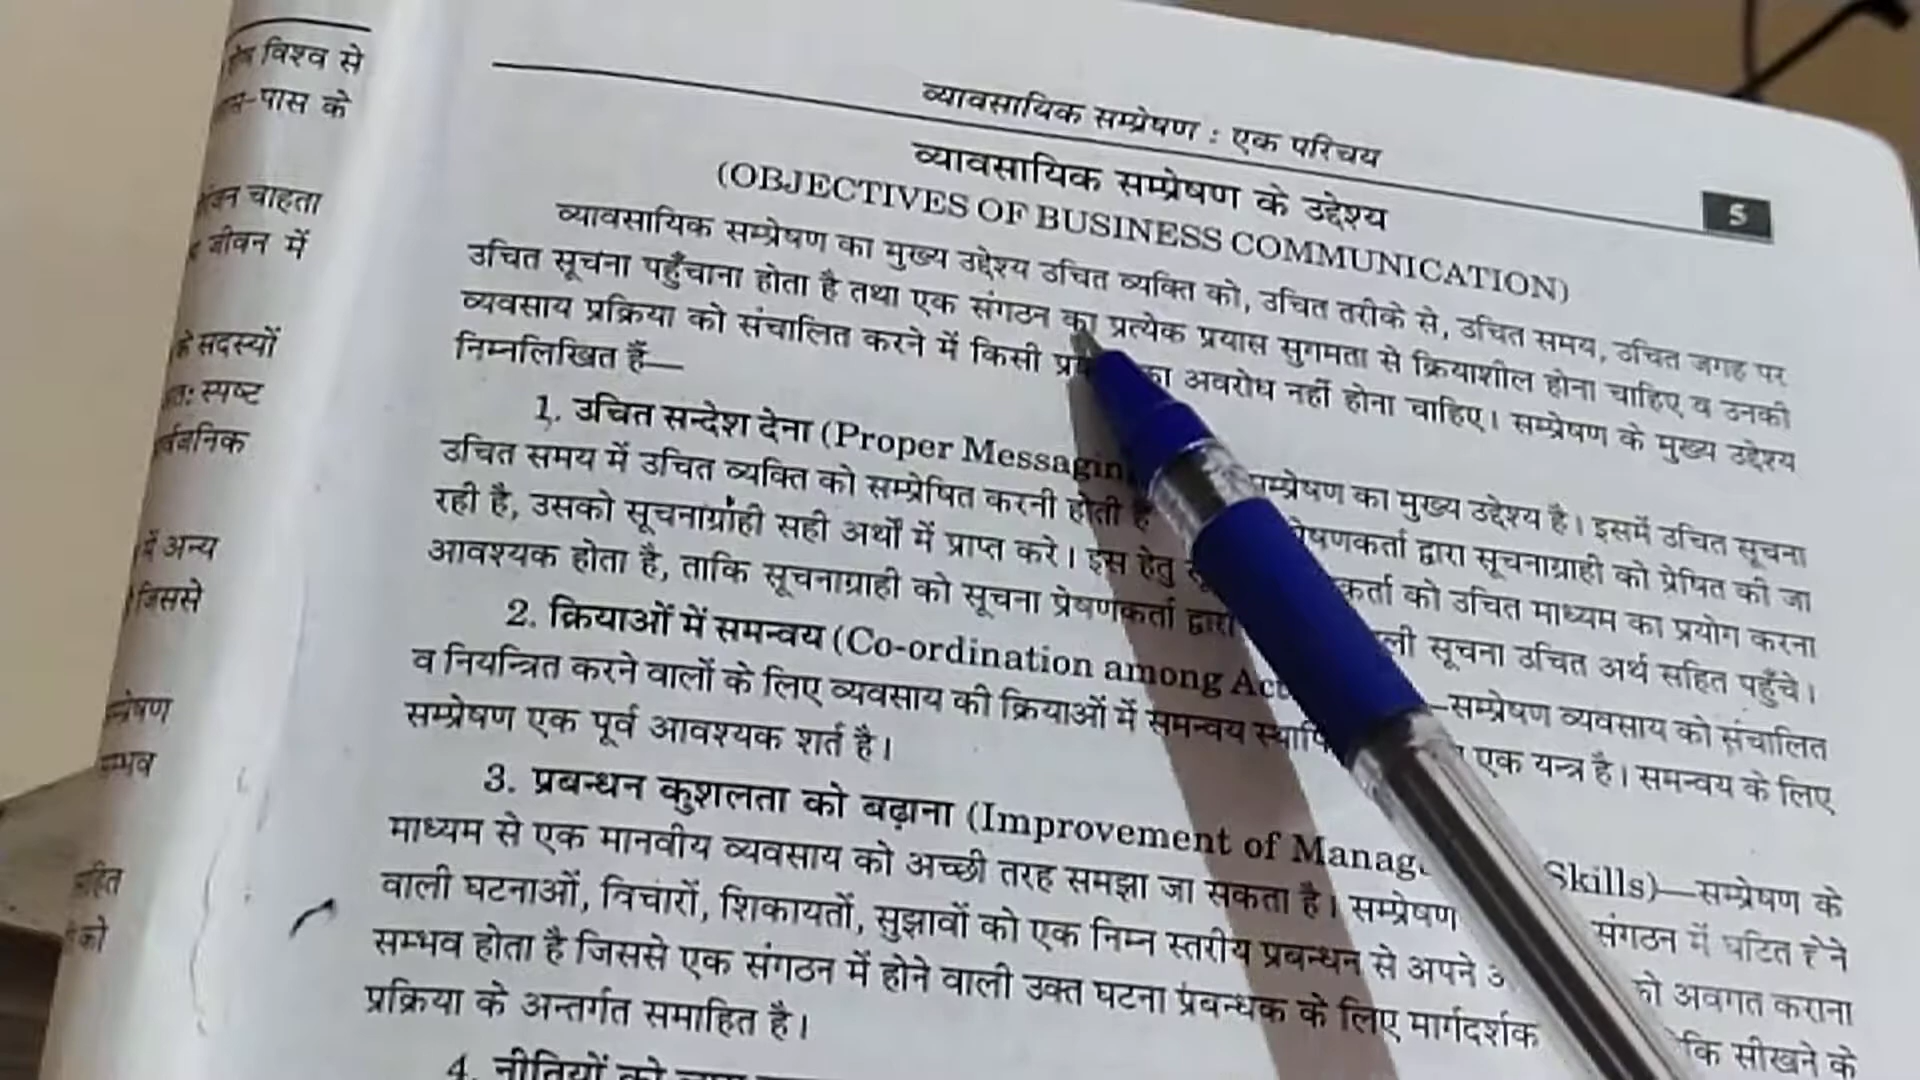 विश्व से
पास के
चाहता
जीवन में
के सदस्यों
अतः स्पष्ट
में अन्य
जिससे
को
व्यावसायिक सम्प्रेषण : एक परिचय
5
व्यावसायिक सम्प्रेषण के उद्देश्य
(OBJECTIVES OF BUSINESS COMMUNICATION)
व्यावसायिक सम्प्रेषण का मुख्य उद्देश्य उचित व्यक्ति को, उचित तरीके से, उचित समय, उचित जगह पर
उचित सूचना पहुँचाना होता है तथा एक संगठन का प्रत्येक प्रयास सुगमता से क्रियाशील होना चाहिए व उनकी
व्यवसाय प्रक्रिया को संचालित करने में किसी का अवरोध नहीं होना चाहिए। सम्प्रेषण के मुख्य उद्देश्य
निम्नलिखित हैं—
1. उचित सन्देश देना (Proper Messagin सम्प्रेषण का मुख्य उद्देश्य है। इसमें उचित सूचना
उचित समय में उचित व्यक्ति को सम्प्रेषित करनी होती है प्रेषणकर्ता द्वारा सूचनाग्राही को प्रेषित की जा
रही है, उसको सूचनाग्रांही सही अर्थों में प्राप्त करे। इस हेतु कर्ता को उचित माध्यम का प्रयोग करना
आवश्यक होता है, ताकि सूचनाग्राही को सूचना प्रेषणकर्ता द्वारा ली सूचना उचित अर्थ सहित पहुँचे।
2. क्रियाओं में समन्वय (Co-ordination among Act —सम्प्रेषण व्यवसाय को संचालित
व नियन्त्रित करने वालों के लिए व्यवसाय की क्रियाओं में समन्वय स्थापि एक यन्त्र है। समन्वय के लिए
सम्प्रेषण एक पूर्व आवश्यक शर्त है।
3. प्रबन्धन कुशलता को बढ़ाना (Improvement of Manag Skills)—सम्प्रेषण के
माध्यम से एक मानवीय व्यवसाय को अच्छी तरह समझा जा सकता है। सम्प्रेषण संगठन में घटित होने
वाली घटनाओं, विचारों, शिकायतों, सुझावों को एक निम्न स्तरीय प्रबन्धन से अपने को अवगत कराना
सम्भव होता है जिससे एक संगठन में होने वाली उक्त घटना प्रबन्धक के लिए मार्गदर्शक कि सीखने के
प्रक्रिया के अन्तर्गत समाहित है।
4. नीतियों को